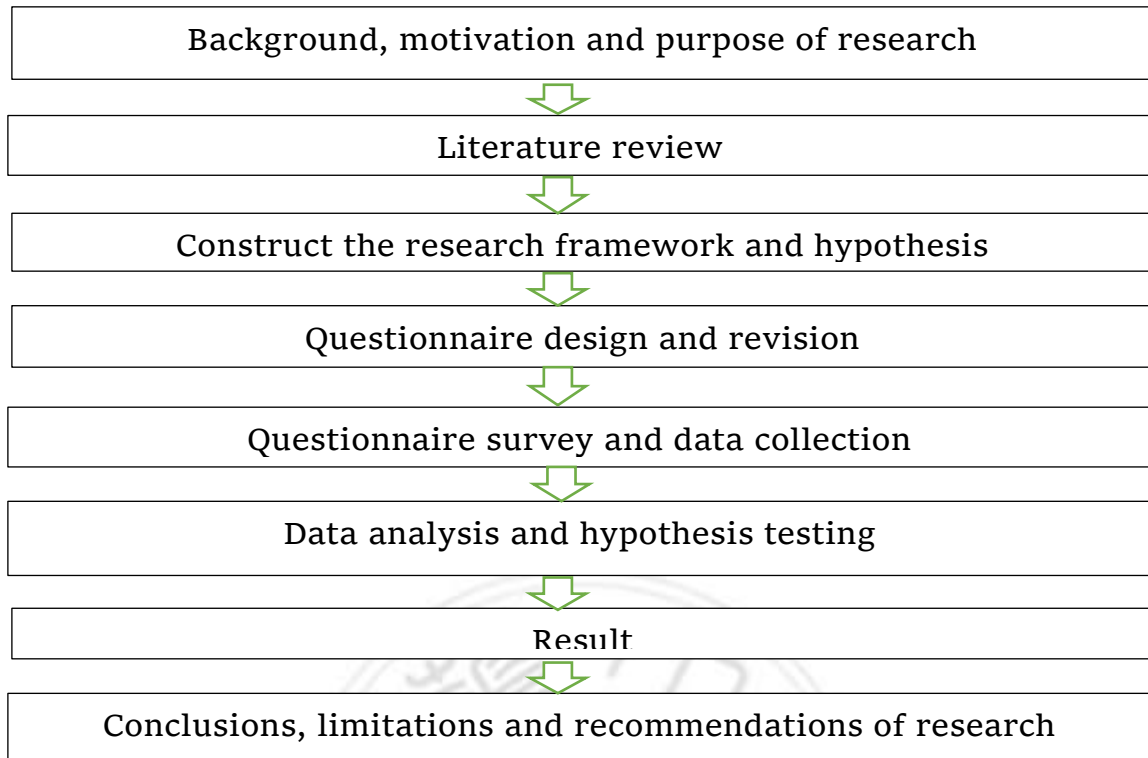 Background, motivation and purpose of research
Literature review
Construct the research framework and hypothesis
Questionnaire design and revision
Questionnaire survey and data collection
Data analysis and hypothesis testing
Result
Conclusions, limitations and recommendations of research